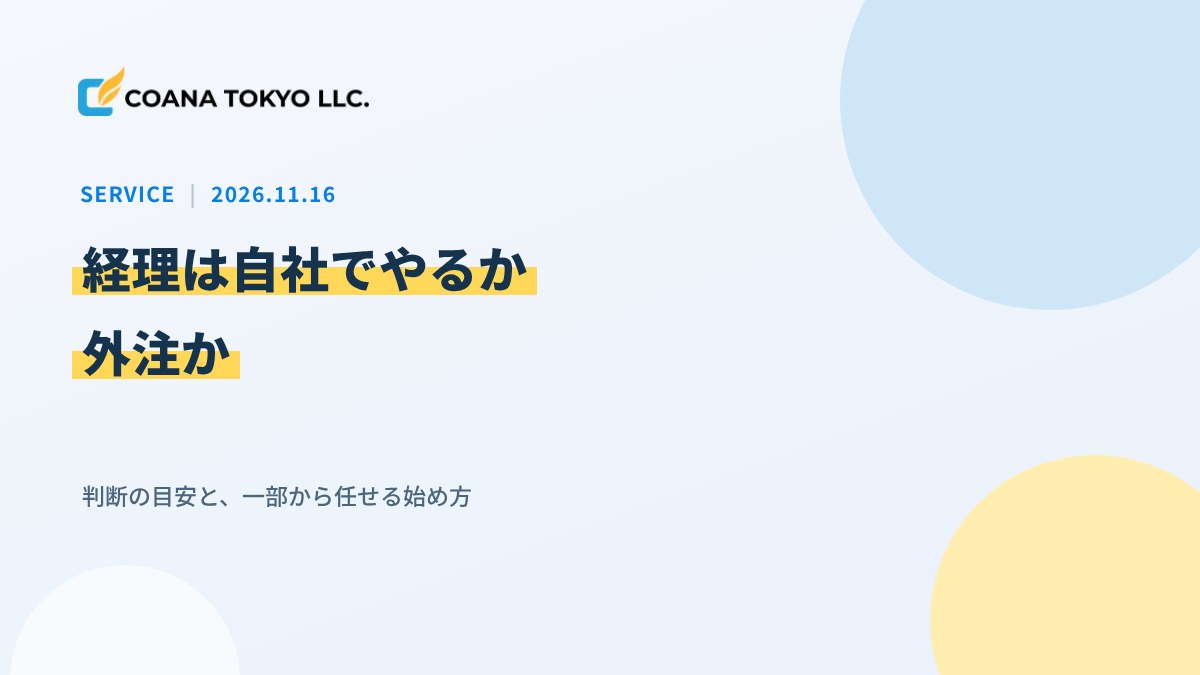 COANA TOKYO LLC.
SERVICE | 2026.11.16
経理は自社でやるか
外注か
判断の目安と、一部から任せる始め方